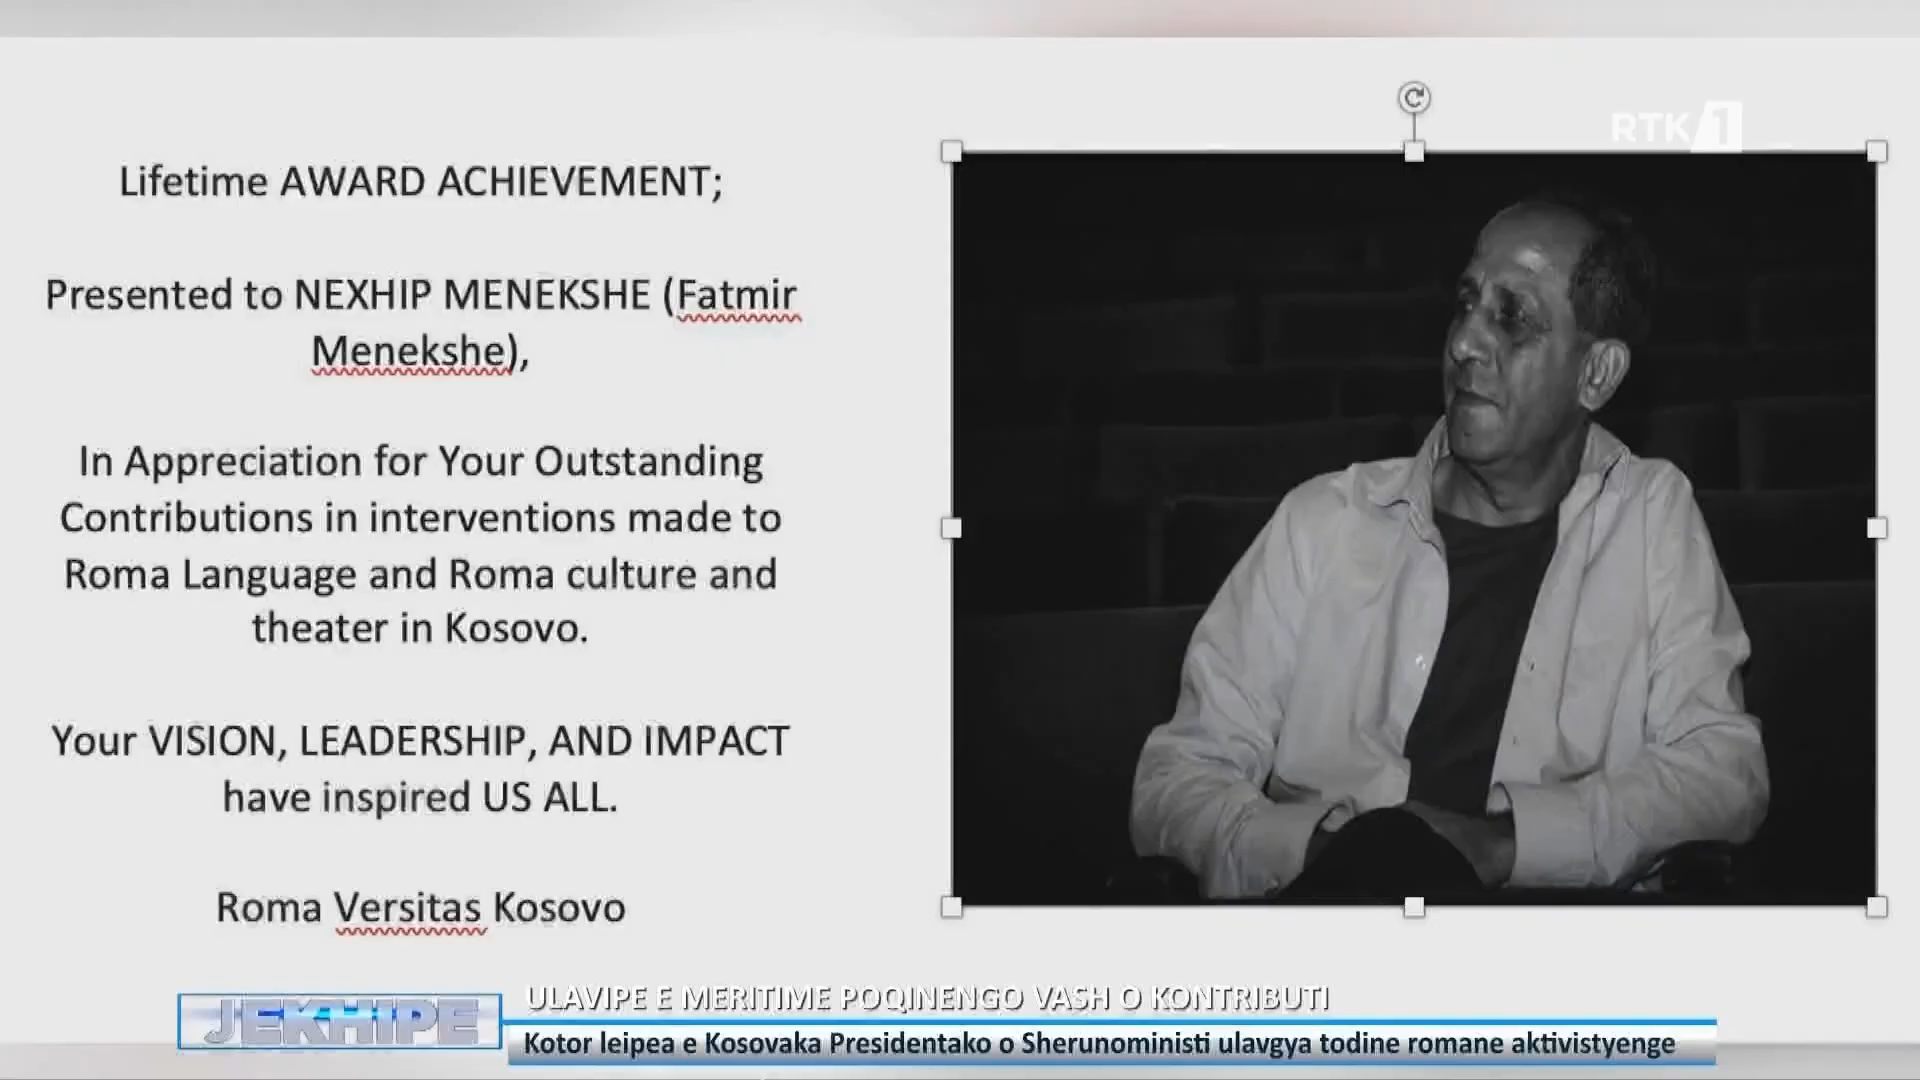 RTK 1
Lifetime AWARD ACHIEVEMENT;
Presented to NEXHIP MENEKSHE (Fatmir
Menekshe),
In Appreciation for Your Outstanding
Contributions in interventions made to
Roma Language and Roma culture and
theater in Kosovo.
Your VISION, LEADERSHIP, AND IMPACT
have inspired US ALL.
Roma Versitas Kosovo
JEKHIPE
ULAVIPE E MERITIME POQINENGO VASH O KONTRIBUTI
Kotor leipea e Kosovaka Presidentako o Sherunoministi ulavgya todine romane aktivistyenge